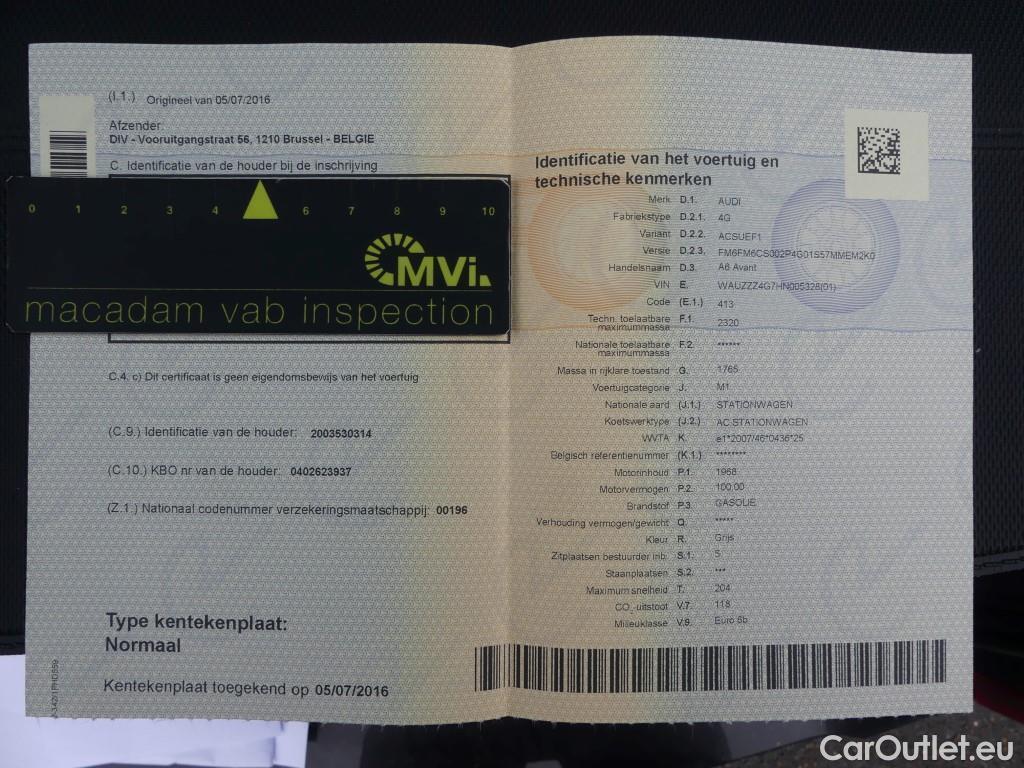 (I.1.) Origineel van 05/07/2016
Afzender:
DIV - Vooruitgangstraat 56, 1210 Brussel - BELGIE
C. Identificatie van de houder bij de inschrijving
0 1 2 3 4 6 7 8 9 10
MVi
macadam vab inspection
C.4. c) Dit certificaat is geen eigendomsbewijs van het voertuig
(C.9.) Identificatie van de houder: 2003530314
(C.10.) KBO nr van de houder: 0402623937
(Z.1.) Nationaal codenummer verzekeringsmaatschappij: 00196
Type kentekenplaat:
Normaal
Kentekenplaat toegekend op 05/07/2016
Identificatie van het voertuig en
technische kenmerken
Merk D.1. AUDI
Fabriekstype D.2.1. 4G
Variant D.2.2. ACSUEF1
Versie D.2.3. FM6FM6CS002P4G01S57MMEM2K0
Handelsnaam D.3. A6 Avant
VIN E. WAUZZZ4G7HN005328(01)
Code (E.1.) 413
Techn. toelaatbare F.1. 2320
maximummassa
Nationale toelaatbare F.2. ******
maximummassa
Massa in rijklare toestand G. 1765
Voertuigcategorie J. M1
Nationale aard (J.1.) STATIONWAGEN
Koetswerktype (J.2.) AC STATIONWAGEN
WVTA K. e1*2007/46*0436*25
Belgisch referentienummer (K.1.) ********
Motorinhoud P.1. 1968
Motorvermogen P.2. 100.00
Brandstof P.3. GASOLIE
Verhouding vermogen/gewicht Q. *****
Kleur R. Grijs
Zitplaatsen bestuurder inb. S.1. 5
Staanplaatsen S.2. ***
Maximum snelheid T. 204
CO2-uitstoot V.7. 118
Milieuklasse V.9. Euro 6b
CarOutlet.eu